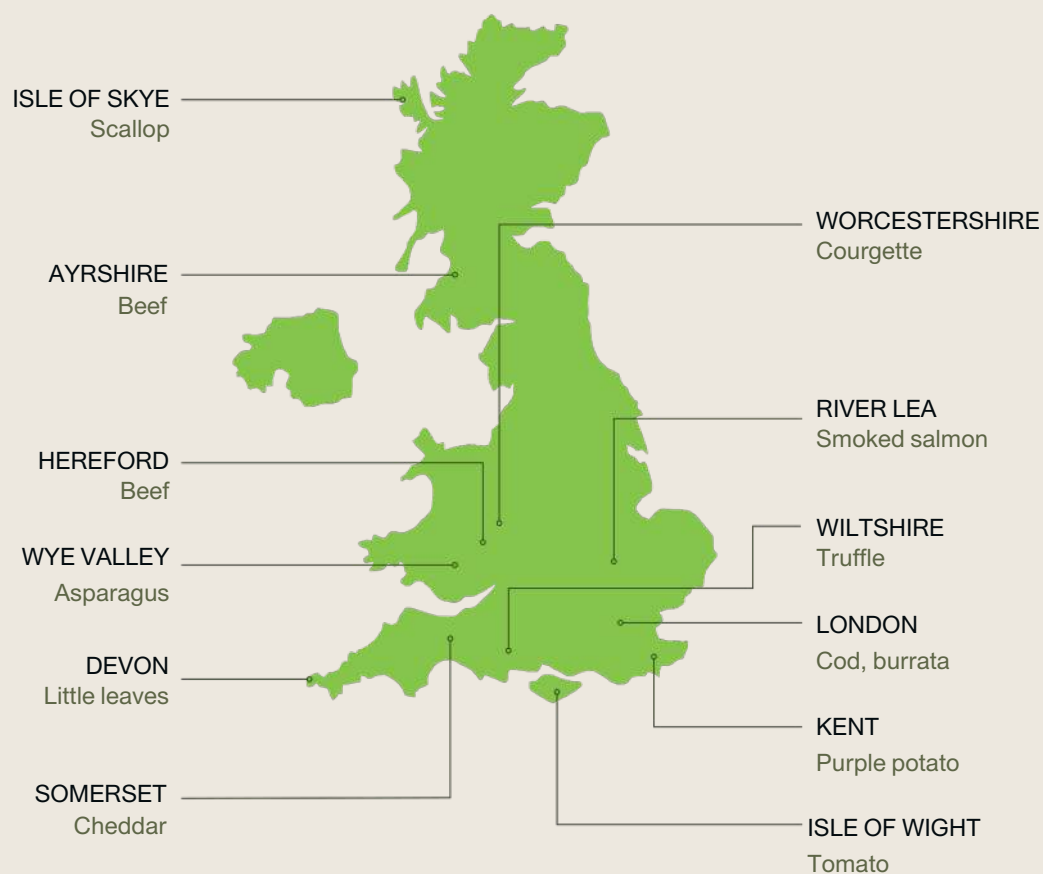 ISLE OF SKYE
Scallop
AYRSHIRE
Beef
HEREFORD
Beef
WYE VALLEY
Asparagus
DEVON
Little leaves
SOMERSET
Cheddar
WORCESTERSHIRE
Courgette
RIVER LEA
Smoked salmon
WILTSHIRE
Truffle
LONDON
Cod, burrata
KENT
Purple potato
ISLE OF WIGHT
Tomato